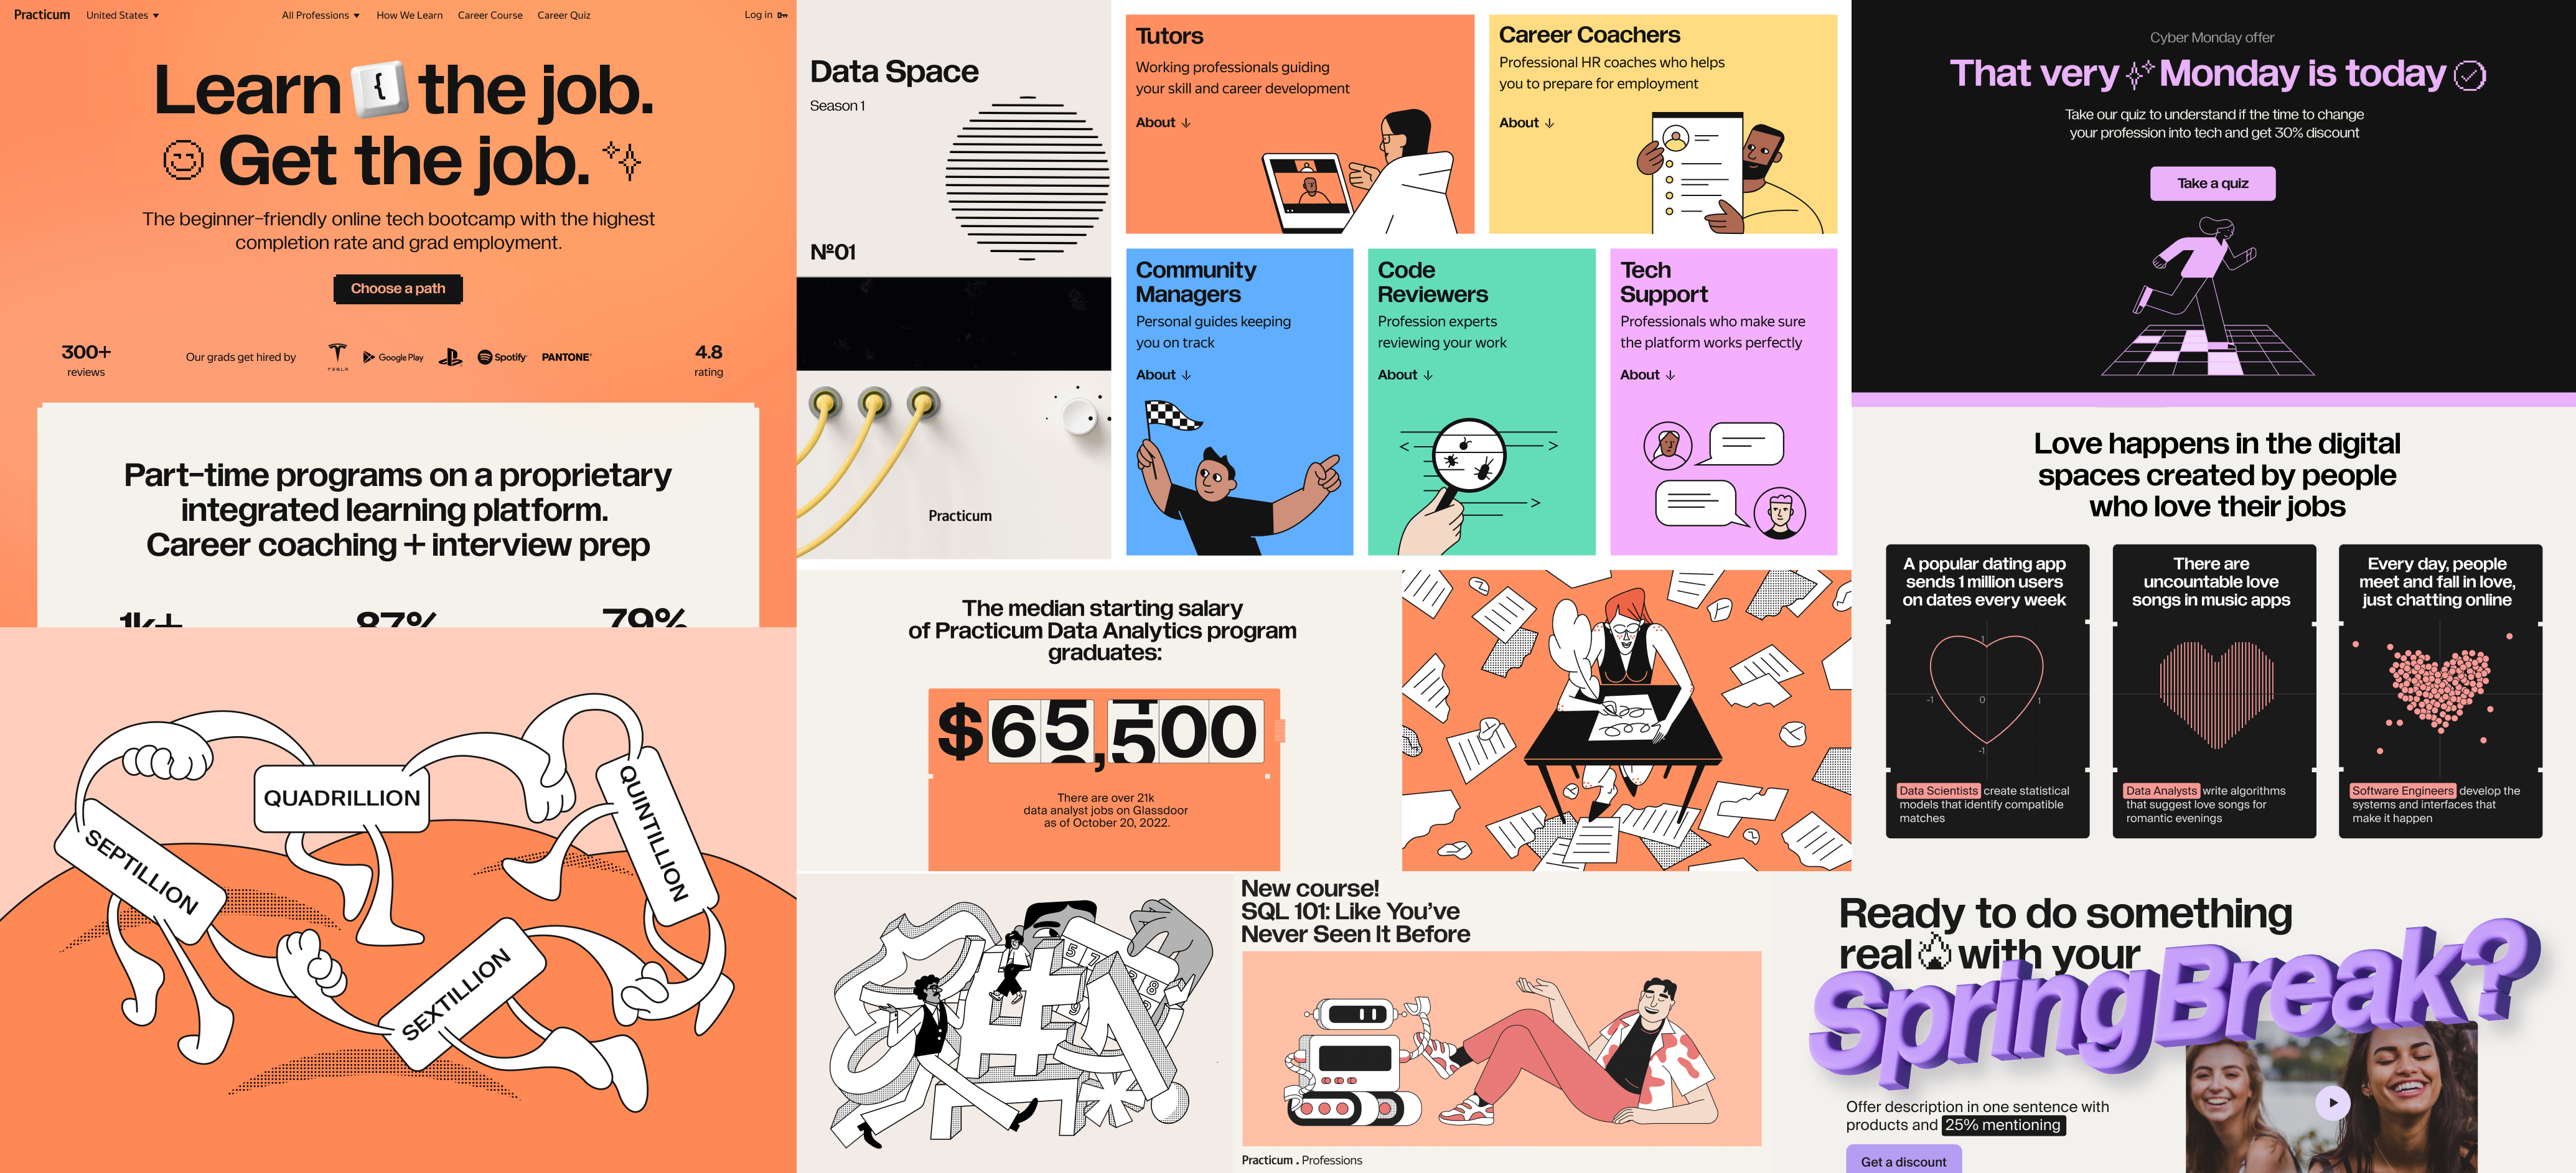 Practicum
United States
All Professions
How We Learn
Career Course
Career Quiz
Log in
Learn { the job.
Get the job.
The beginner-friendly online tech bootcamp with the highest
completion rate and grad employment.
Choose a path
300+
reviews
Our grads get hired by
TESLA
Google Play
Spotify
PANTONE®
4.8
rating
Part-time programs on a proprietary
integrated learning platform.
Career coaching + interview prep
1k+
87%
79%
QUADRILLION
QUINTILLION
SEPTILLION
SEXTILLION
Data Space
Season 1
№01
Practicum
Tutors
Working professionals guiding
your skill and career development
About ↓
Career Coachers
Professional HR coaches who helps
you to prepare for employment
About ↓
Community
Managers
Personal guides keeping
you on track
About ↓
Code
Reviewers
Profession experts
reviewing your work
About ↓
Tech
Support
Professionals who make sure
the platform works perfectly
About ↓
The median starting salary
of Practicum Data Analytics program
graduates:
$65,500
There are over 21k
data analyst jobs on Glassdoor
as of October 20, 2022.
5 7
8
9
New course!
SQL 101: Like You've
Never Seen It Before
Practicum . Professions
Cyber Monday offer
That very Monday is today
Take our quiz to understand if the time to change
your profession into tech and get 30% discount
Take a quiz
Love happens in the digital
spaces created by people
who love their jobs
A popular dating app
sends 1 million users
on dates every week
1
-1 0 1
-1
Data Scientists create statistical
models that identify compatible
matches
There are
uncountable love
songs in music apps
Data Analysts write algorithms
that suggest love songs for
romantic evenings
Every day, people
meet and fall in love,
just chatting online
Software Engineers develop the
systems and interfaces that
make it happen
Ready to do something
real with your
Spring Break?
Offer description in one sentence with
products and 25% mentioning
Get a discount